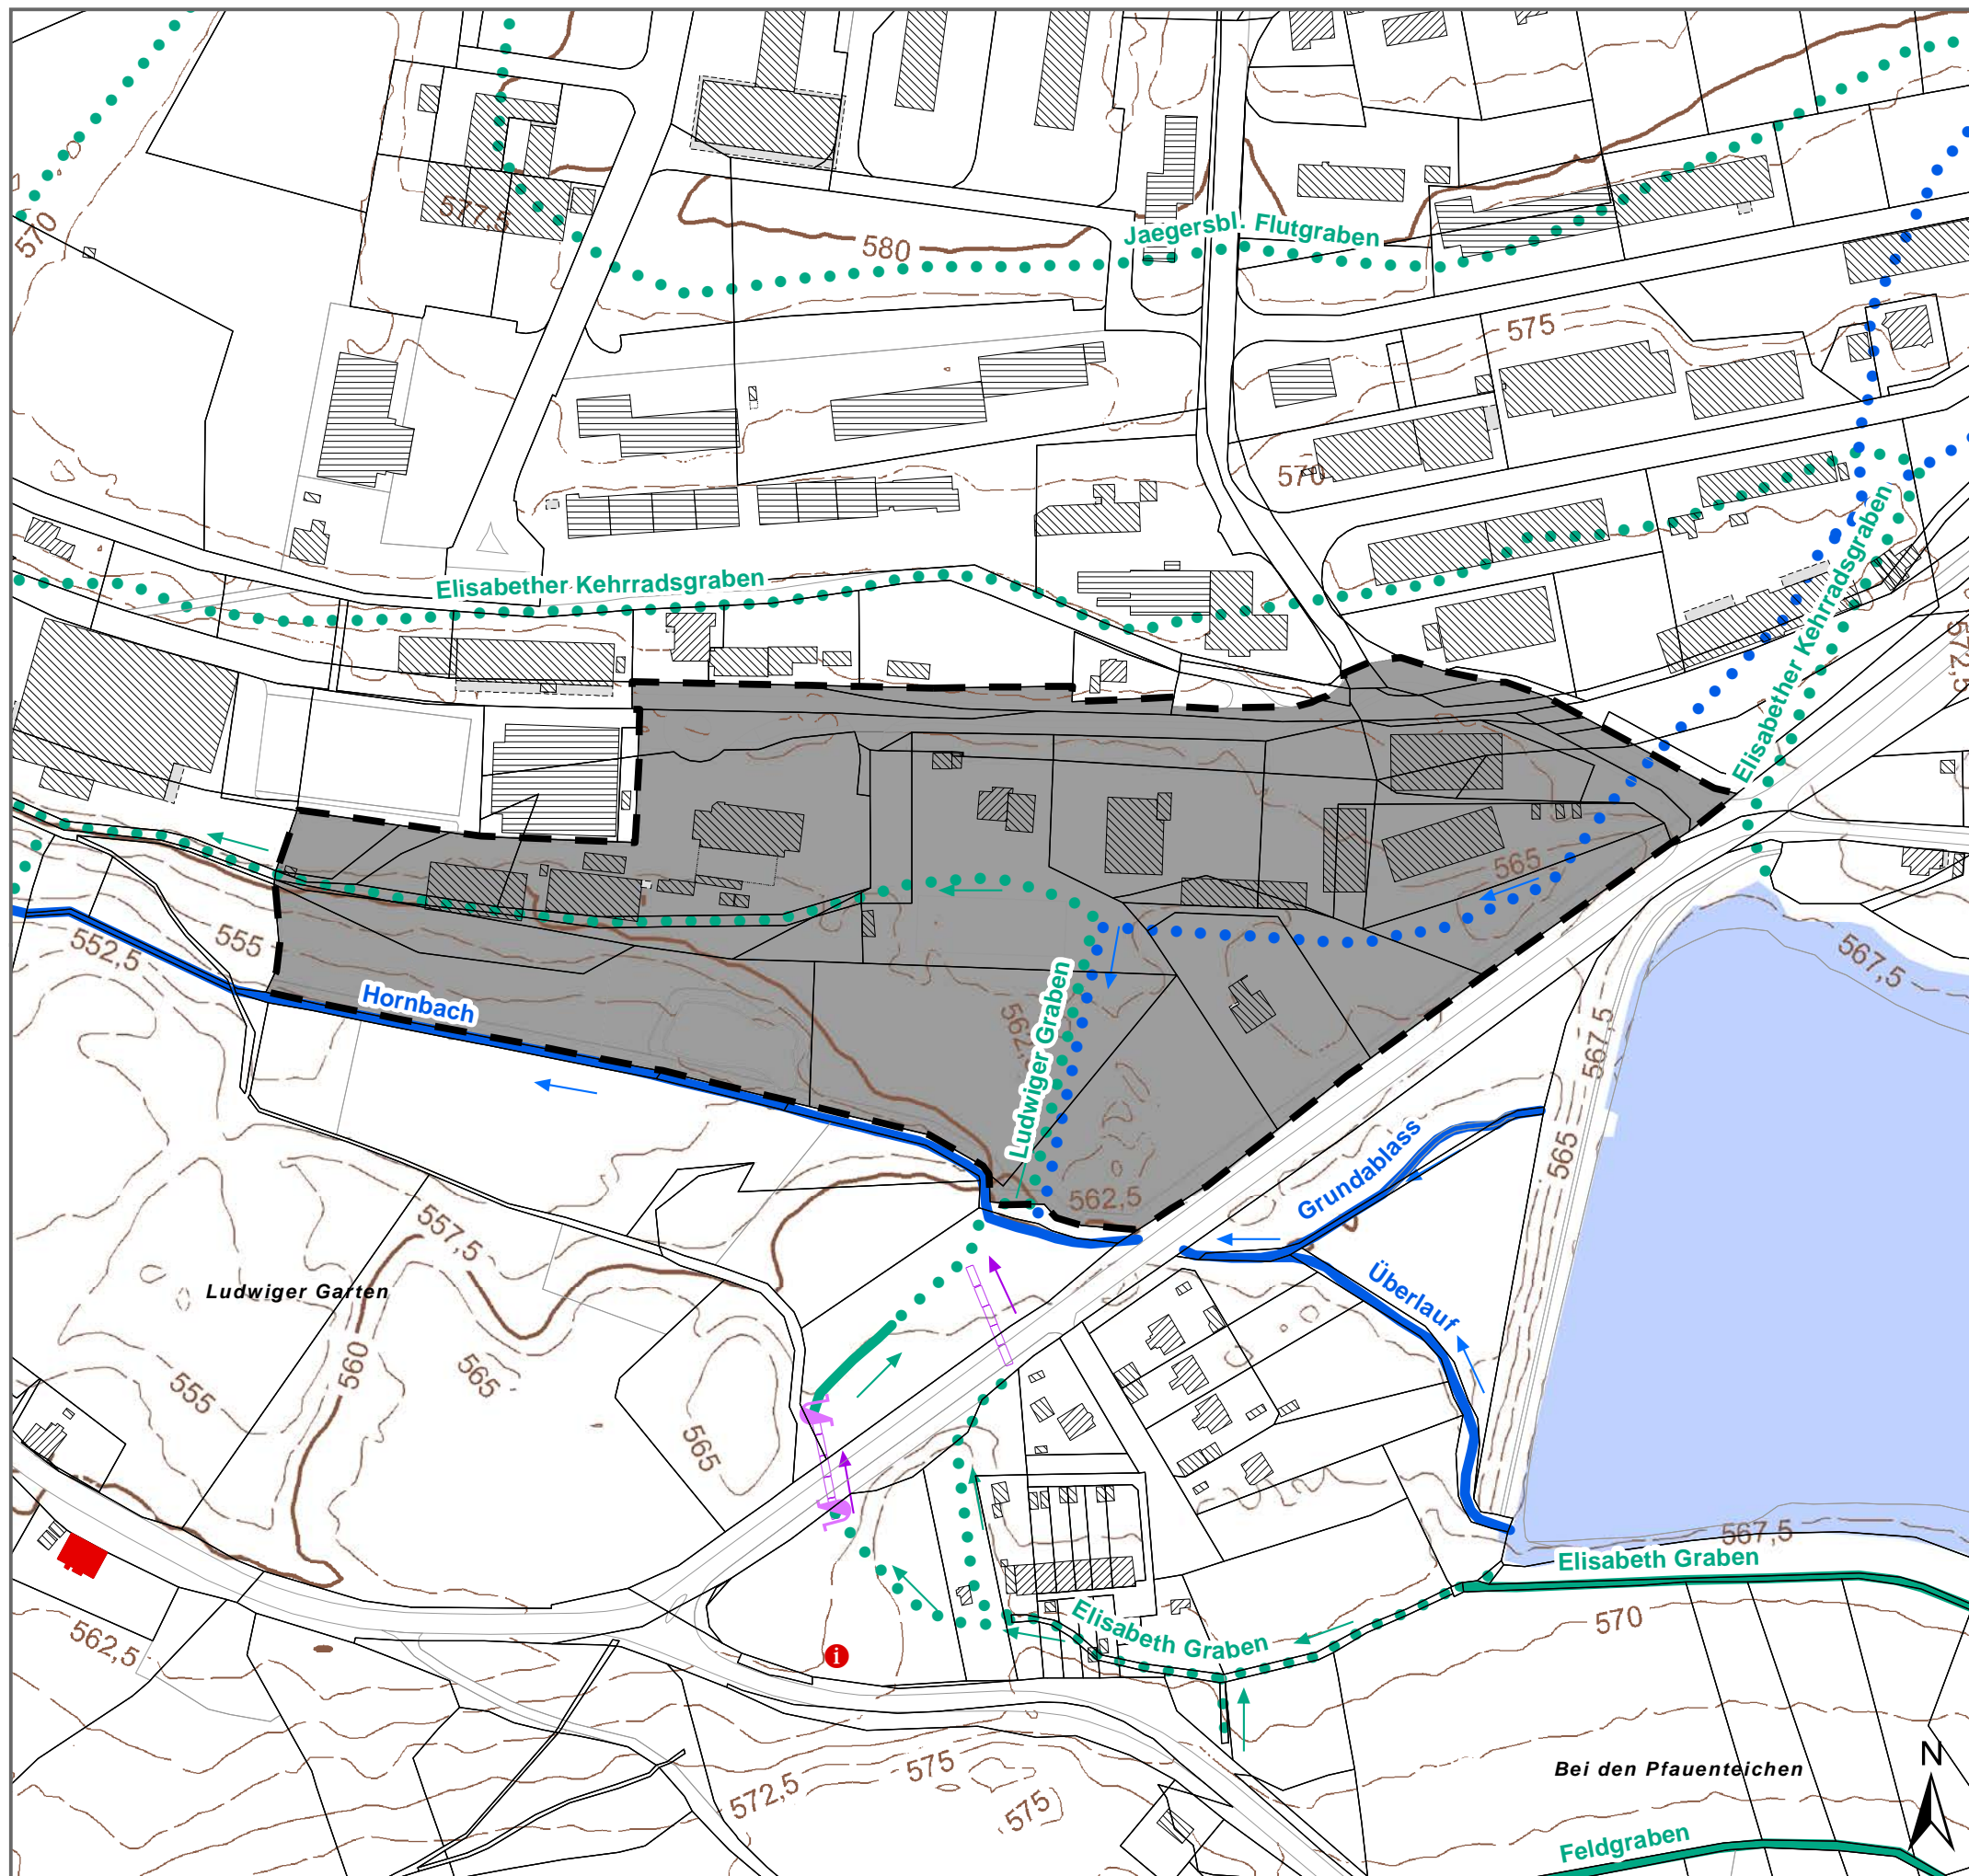 570
577,5
580
Jaegersbl. Flutgraben
575
570
Elisabether Kehrradsgraben
Elisabether Kehrradsgraben
572,5
565
552,5
555
Hornbach
562,5
Ludwiger Graben
567,5
567,5
565
Grundablass
562,5
Überlauf
557,5
Ludwiger Garten
560
565
555
565
567,5
Elisabeth Graben
570
Elisabeth Graben
562,5
i
575
572,5
575
Bei den Pfauenteichen
N
Feldgraben